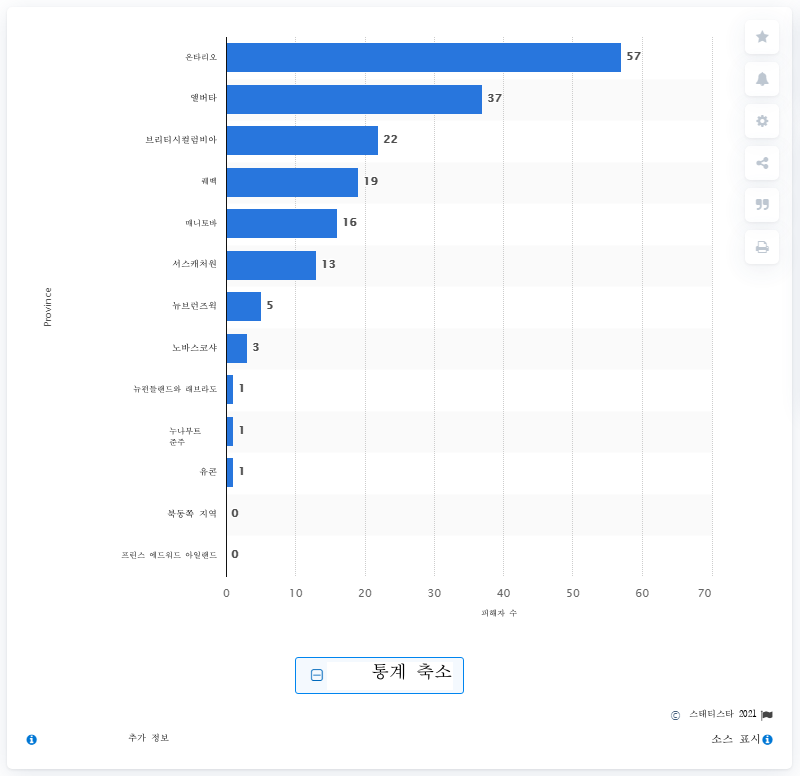 온타리오
57
앨버타
37
브리티시컬럼비아
22
퀘벡
19
매니토바
16
서스캐처원
13
Province
뉴브런즈윅
5
노바스코샤
3
뉴펀들랜드와 래브라도
1
누나부트
준주
1
유콘
1
북동쪽 지역
0
프린스 에드워드 아일랜드
0
0 10 20 30 40 50 60 70
피해자 수
통계 축소
© 스태티스타 2021
추가 정보
소스 표시